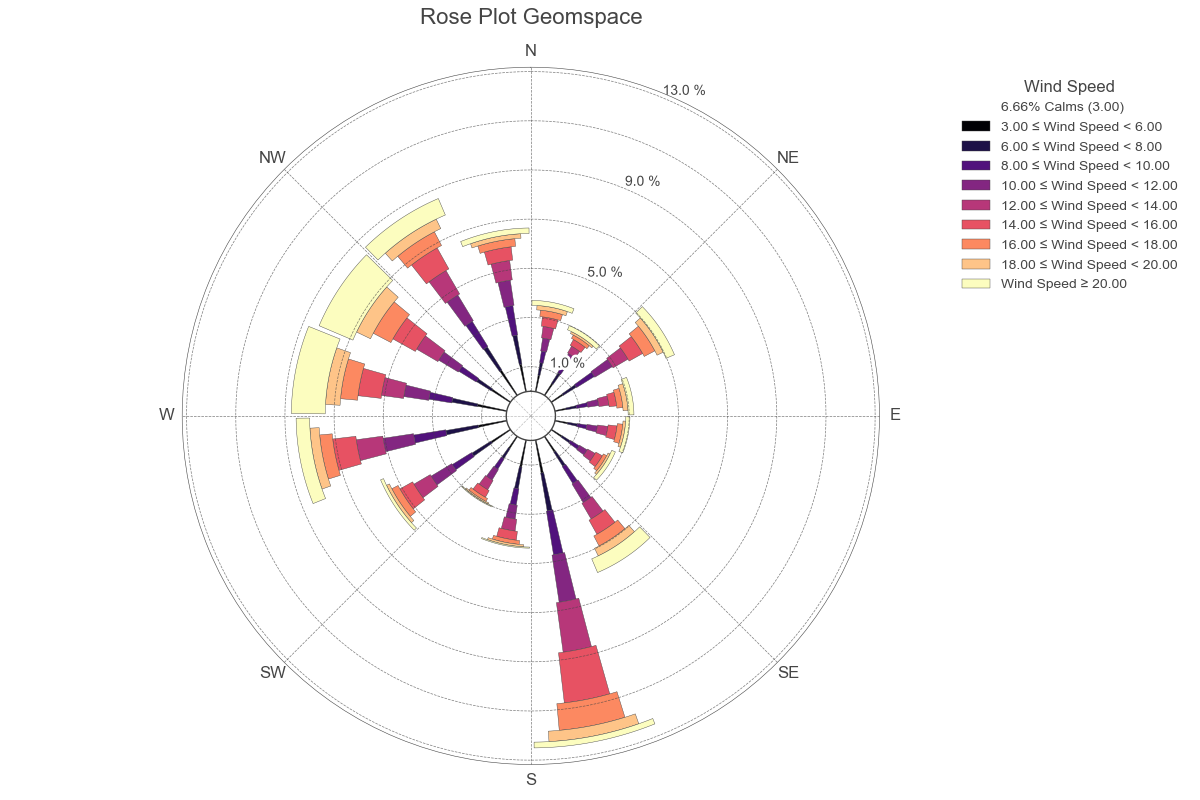 Rose Plot Geomspace
N
13.0 %
Wind Speed
6.66% Calms (3.00)
3.00 ≤ Wind Speed < 6.00
6.00 ≤ Wind Speed < 8.00
8.00 ≤ Wind Speed < 10.00
10.00 ≤ Wind Speed < 12.00
12.00 ≤ Wind Speed < 14.00
14.00 ≤ Wind Speed < 16.00
16.00 ≤ Wind Speed < 18.00
18.00 ≤ Wind Speed < 20.00
Wind Speed ≥ 20.00
NW
NE
9.0 %
5.0 %
1.0 %
W
E
SW
SE
S